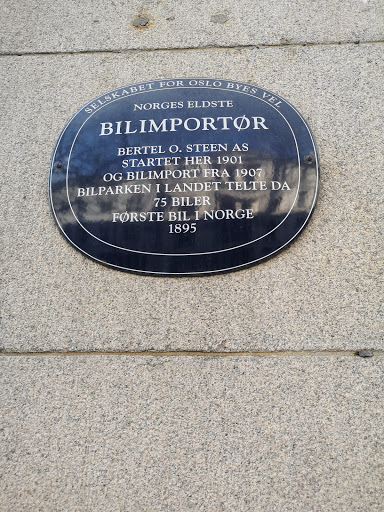 SELSKABET FOR OSLO BYES VEL
NORGES ELDSTE
BILIMPORTØR
BERTEL O. STEEN AS
STARTET HER 1901
OG BILIMPORT FRA 1907
BILPARKEN I LANDET TELTE DA
75 BILER
FØRSTE BIL I NORGE
1895